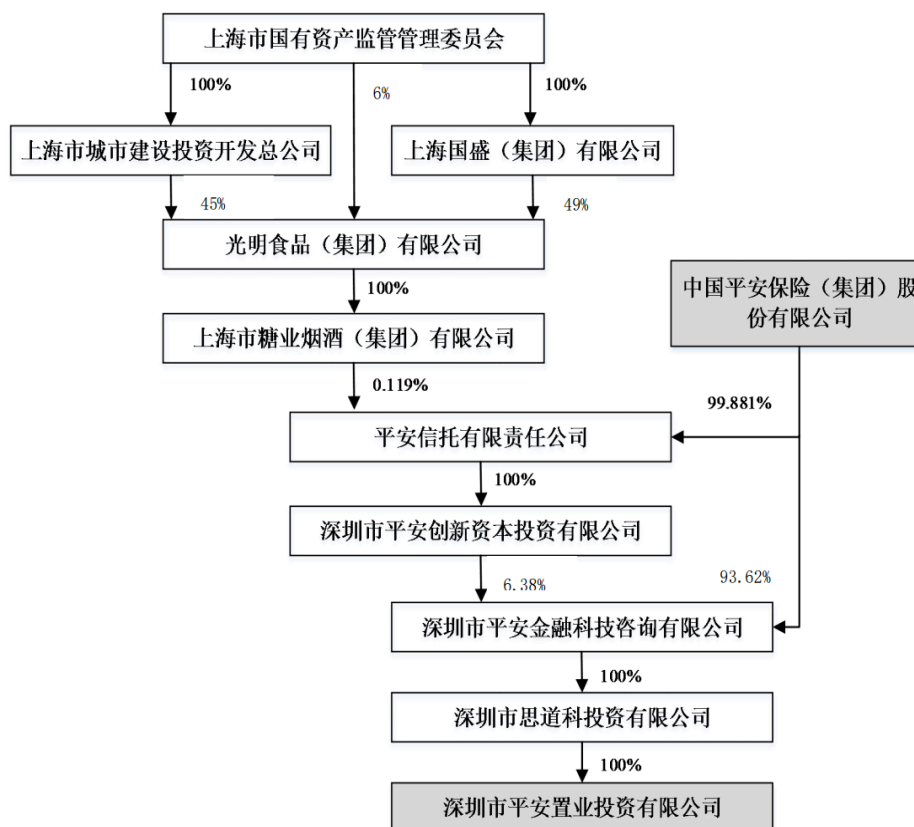 上海市国有资产监管管理委员会
100%
6%
100%
上海市城市建设投资开发总公司
上海国盛（集团）有限公司
45%
49%
光明食品（集团）有限公司
100%
中国平安保险（集团）股
份有限公司
上海市糖业烟酒（集团）有限公司
0.119%
99.881%
平安信托有限责任公司
100%
深圳市平安创新资本投资有限公司
6.38%
93.62%
深圳市平安金融科技咨询有限公司
100%
深圳市思道科投资有限公司
100%
深圳市平安置业投资有限公司